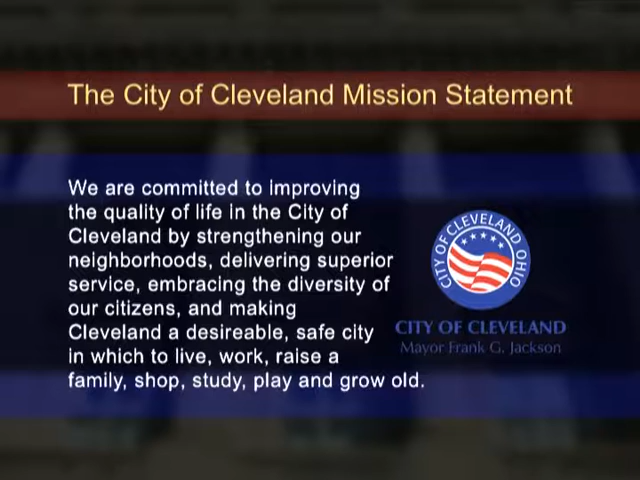 The City of Cleveland Mission Statement
We are committed to improving
the quality of life in the City of
Cleveland by strengthening our
neighborhoods, delivering superior
service, embracing the diversity of
our citizens, and making
Cleveland a desireable, safe city
in which to live, work, raise a
family, shop, study, play and grow old.
CITY OF CLEVELAND OHIO
CITY OF CLEVELAND
Mayor Frank G. Jackson